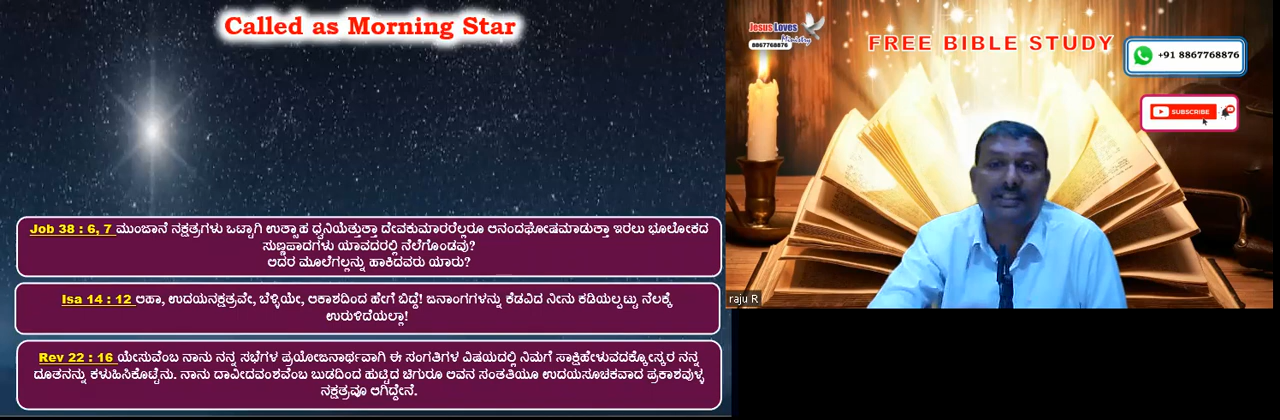 Called as Morning Star
Job 38 : 6, 7 ಮುಂಜಾನೆ ನಕ್ಷತ್ರಗಳು ಒಟ್ಟಾಗಿ ಉತ್ಸಾಹ ಧ್ವನಿಯೆತ್ತುತ್ತಾ ದೇವಕುಮಾರರೆಲ್ಲರೂ ಆನಂದಘೋಷಮಾಡುತ್ತಾ ಇರಲು ಭೂಲೋಕದ
ಸುಣ್ಣಪಾದಗಳು ಯಾವದರಲ್ಲಿ ನೆಲೆಗೊಂಡವು?
ಅದರ ಮೂಲೆಗಲ್ಲನ್ನು ಹಾಕಿದವರು ಯಾರು?
Isa 14 : 12 ಆಹಾ, ಉದಯನಕ್ಷತ್ರವೇ, ಬೆಳ್ಳಿಯೇ, ಆಕಾಶದಿಂದ ಹೇಗೆ ಬಿದ್ದೆ! ಜನಾಂಗಗಳನ್ನು ಕೆಡವಿದ ನೀನು ಕಡಿಯಲ್ಪಟ್ಟು ನೆಲಕ್ಕೆ
ಉರುಳಿದೆಯಲ್ಲಾ!
Rev 22 : 16 ಯೇಸುವೆಂಬ ನಾನು ನನ್ನ ಸಭೆಗಳ ಪ್ರಯೋಜನಾರ್ಥವಾಗಿ ಈ ಸಂಗತಿಗಳ ವಿಷಯದಲ್ಲಿ ನಿಮಗೆ ಸಾಕ್ಷಿಹೇಳುವದಕ್ಕೋಸ್ಕರ ನನ್ನ
ದೂತನನ್ನು ಕಳುಹಿಸಿಕೊಟ್ಟೆನು. ನಾನು ದಾವೀದವಂಶವೆಂಬ ಬುಡದಿಂದ ಹುಟ್ಟಿದ ಚಿಗುರೂ ಅವನ ಸಂತತಿಯೂ ಉದಯಸೂಚಕವಾದ ಪ್ರಕಾಶವುಳ್ಳ
ನಕ್ಷತ್ರವೂ ಆಗಿದ್ದೇನೆ.
Jesus Loves
Ministry
8867768876
FREE BIBLE STUDY
+91 8867768876
SUBSCRIBE
raju R